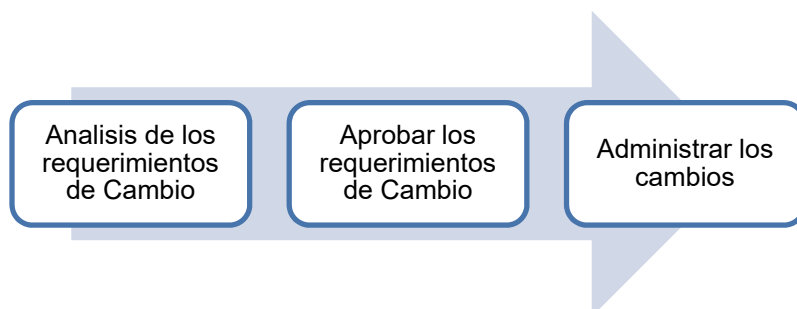 Analisis de los
requerimientos
de Cambio
Aprobar los
requerimientos
de Cambio
Administrar los
cambios